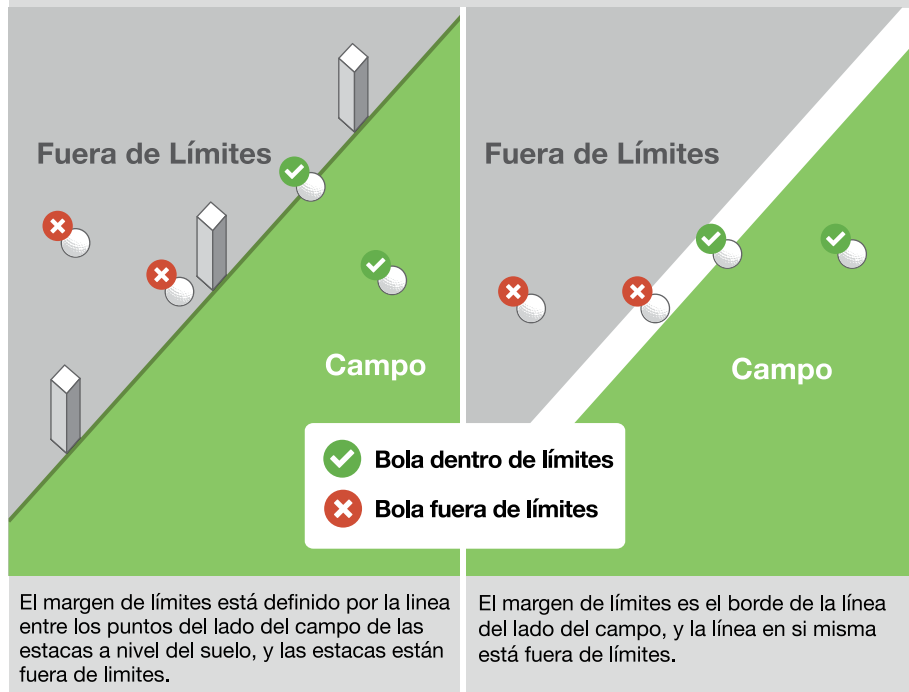 Fuera de Límites
Campo
Fuera de Límites
Campo
Bola dentro de límites
Bola fuera de límites
El margen de límites está definido por la linea
entre los puntos del lado del campo de las
estacas a nivel del suelo, y las estacas están
fuera de limites.
El margen de límites es el borde de la línea
del lado del campo, y la línea en si misma
está fuera de límites.